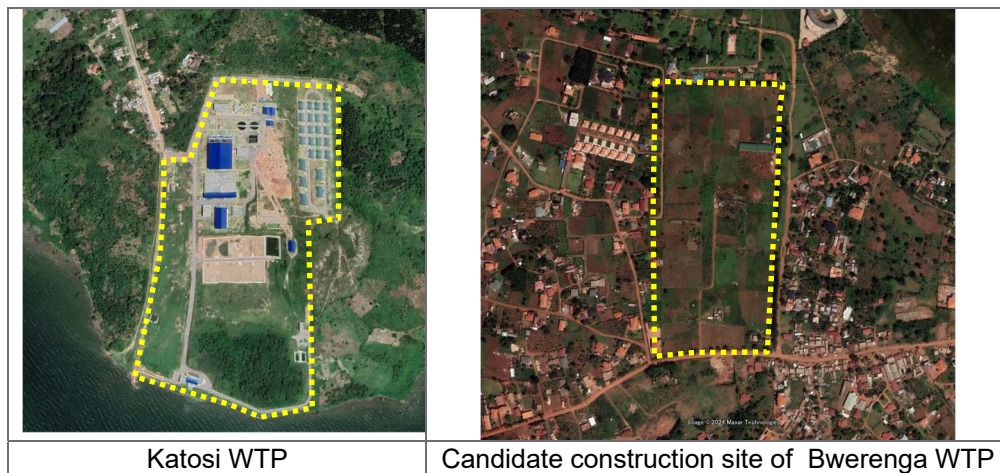 Image © 2024 Maxar Technologies
Katosi WTP
Candidate construction site of Bwerenga WTP